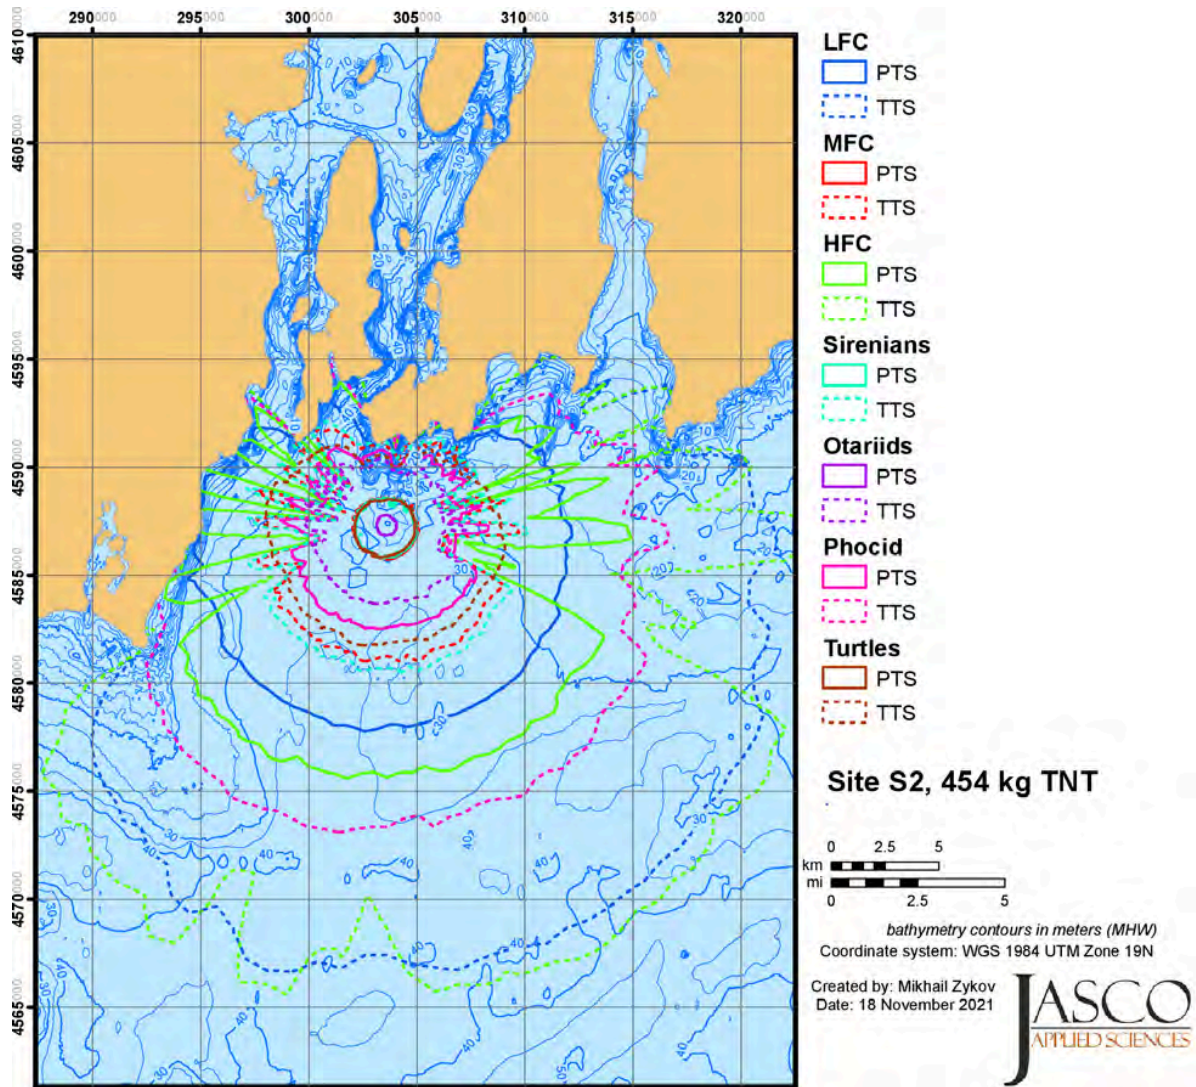 290000 295000 300000 305000 310000 315000 320000
4610000
4605000
4600000
4595000
4590000
4585000
4580000
4575000
4570000
4565000
LFC
PTS
TTS
MFC
PTS
TTS
HFC
PTS
TTS
Sirenians
PTS
TTS
Otariids
PTS
TTS
Phocid
PTS
TTS
Turtles
PTS
TTS
Site S2, 454 kg TNT
0 2.5 5
km
mi
0 2.5 5
bathymetry contours in meters (MHW)
Coordinate system: WGS 1984 UTM Zone 19N
Created by: Mikhail Zykov
Date: 18 November 2021
JASCO
APPLIED SCIENCES